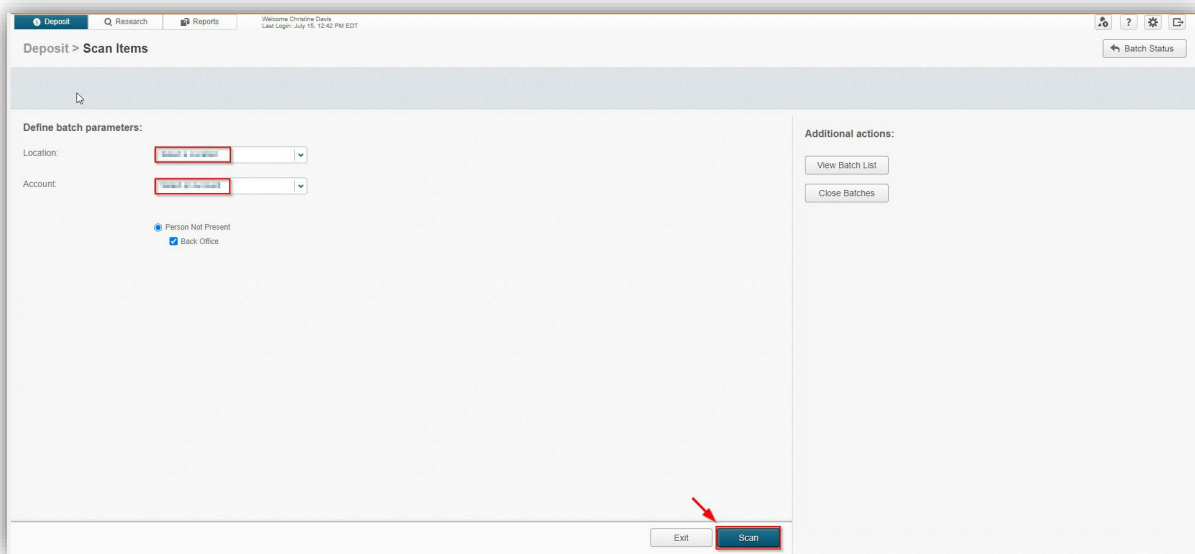 Deposit
Research
Reports
Welcome Christine Davis
Last Login: July 15, 12:42 PM EDT
?
Deposit > Scan Items
Batch Status
Define batch parameters:
Location:
Account:
Person Not Present
Back Office
Additional actions:
View Batch List
Close Batches
Exit
Scan